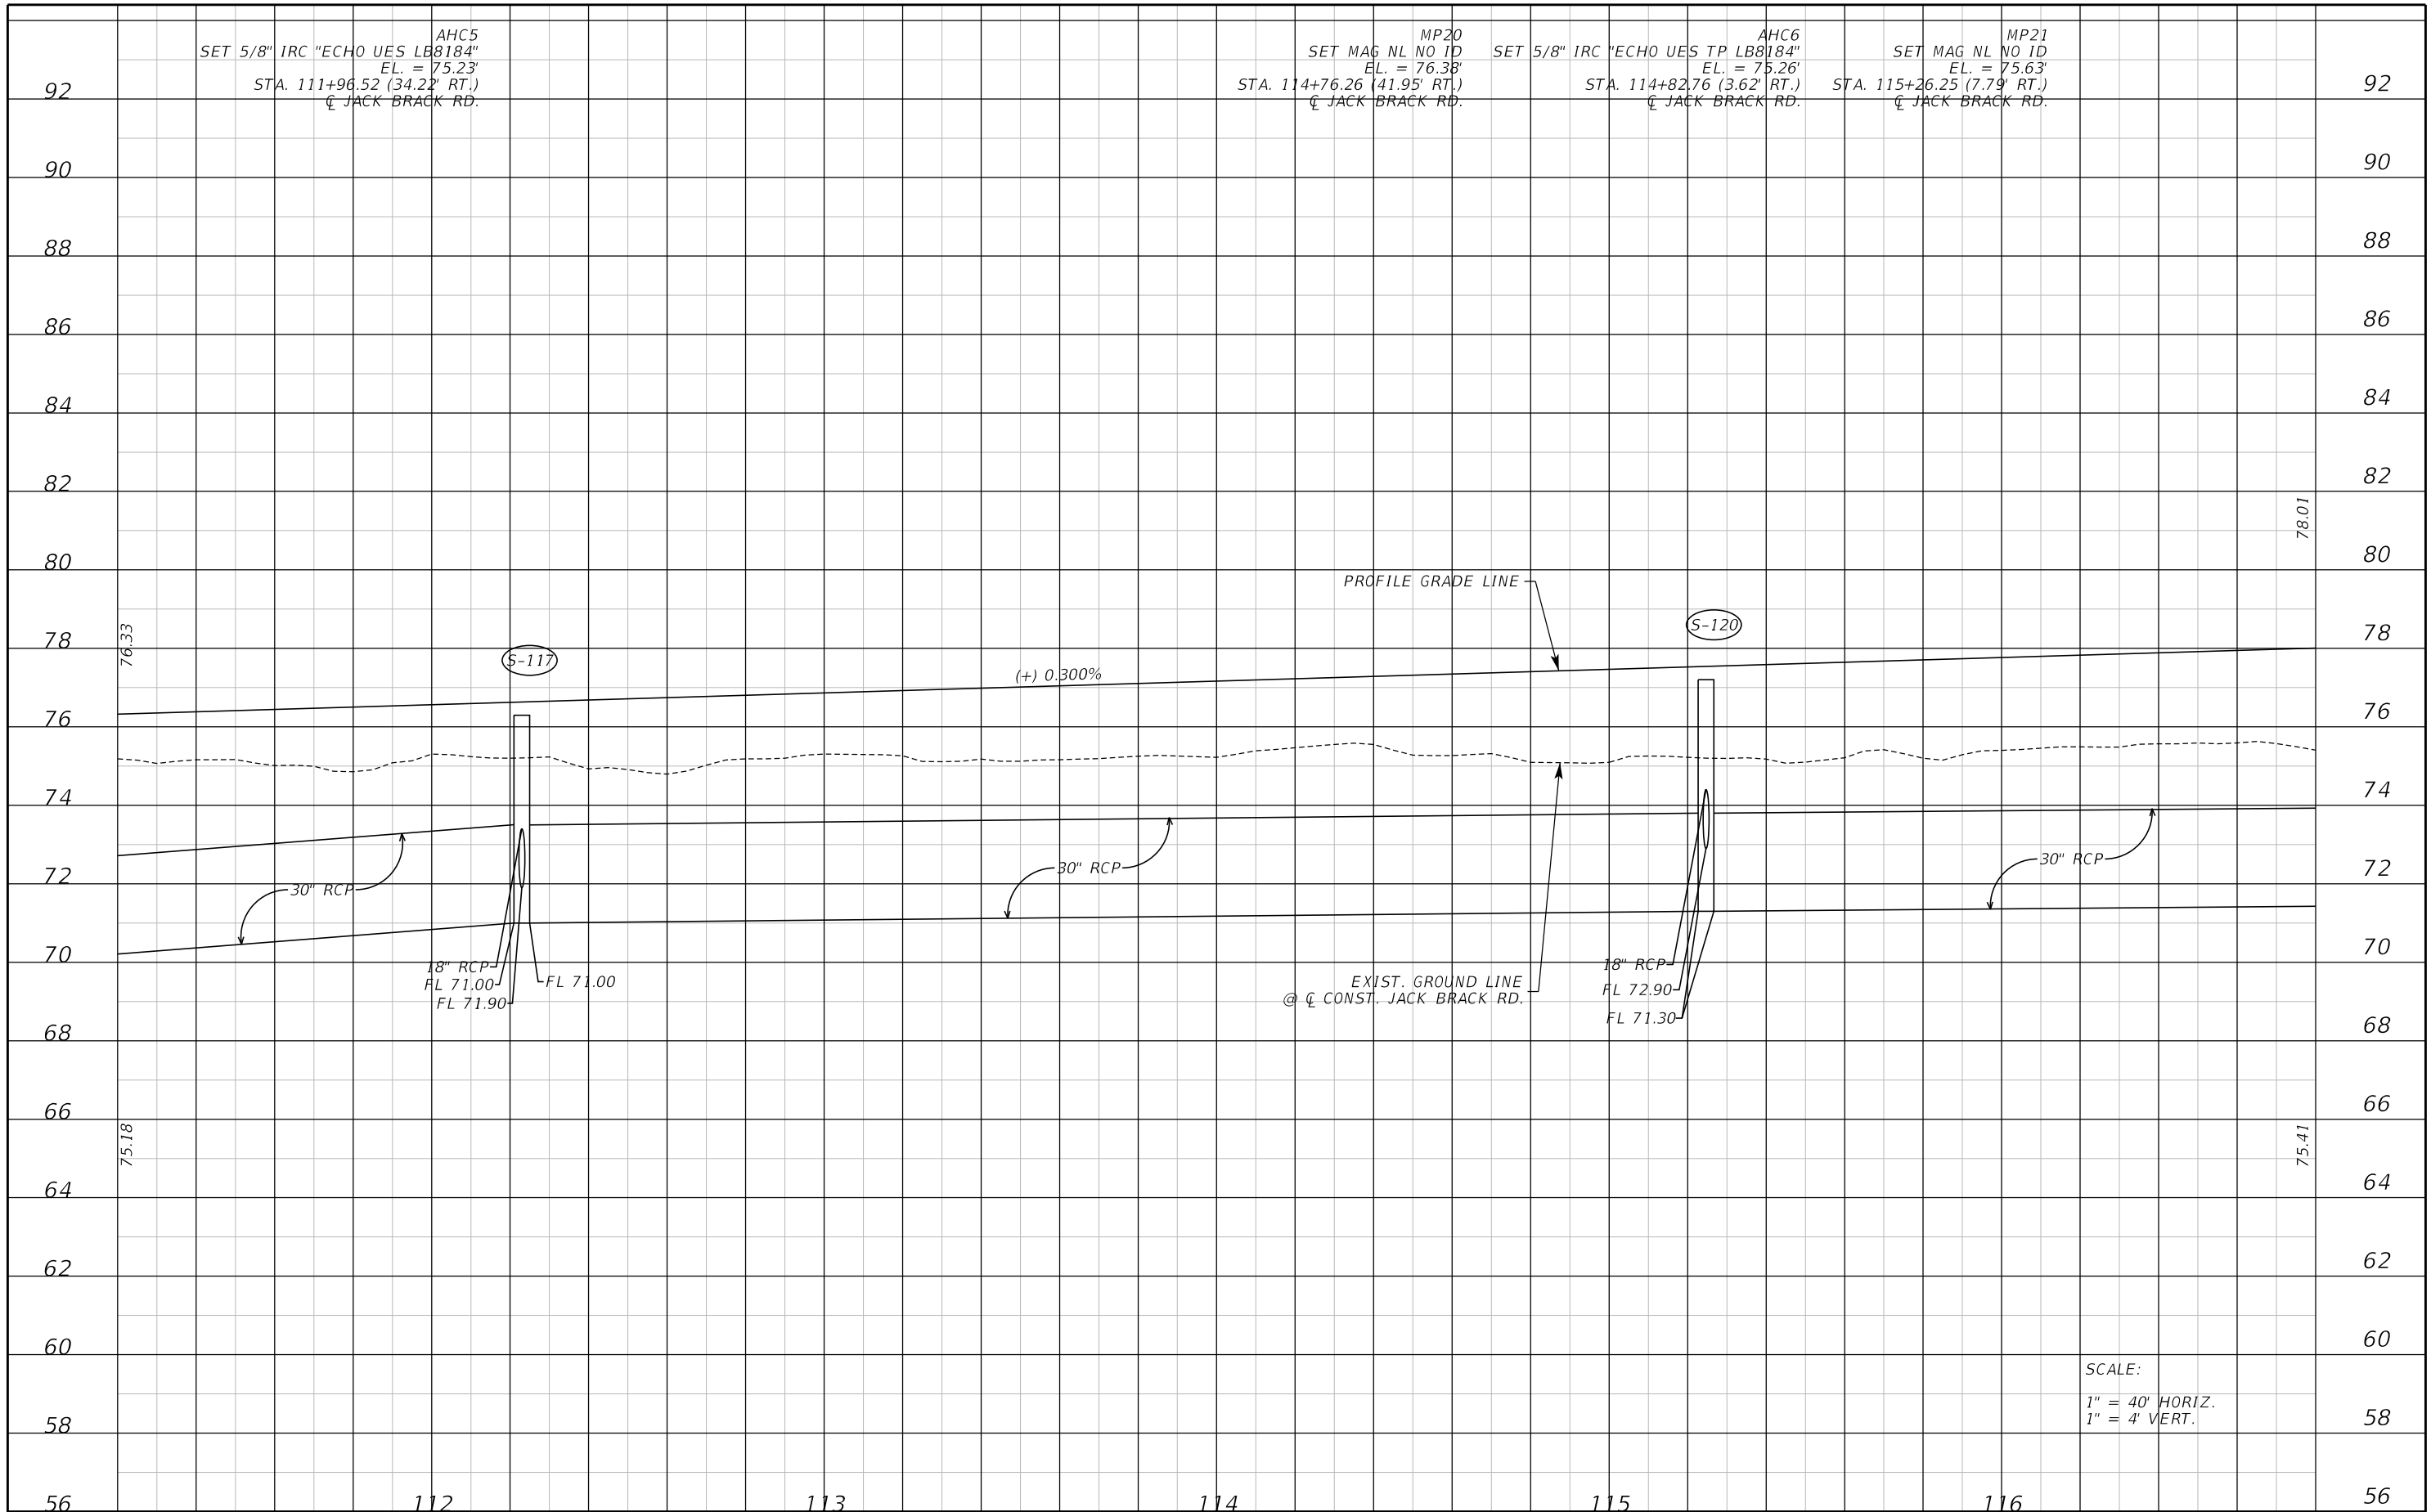 AHC5
SET 5/8" IRC "ECHO UES LB8184"
EL. = 75.23'
STA. 111+96.52 (34.22' RT.)
℄ JACK BRACK RD.
MP20
SET MAG NL NO ID
EL. = 76.38'
STA. 114+76.26 (41.95' RT.)
℄ JACK BRACK RD.
AHC6
SET 5/8" IRC "ECHO UES TP LB8184"
EL. = 75.26'
STA. 114+82.76 (3.62' RT.)
℄ JACK BRACK RD.
MP21
SET MAG NL NO ID
EL. = 75.63'
STA. 115+26.25 (7.79' RT.)
℄ JACK BRACK RD.
92 92
90 90
88 88
86 86
84 84
82 82
78.01
80 80
PROFILE GRADE LINE
S-120
78 78
76.33
S-117
(+) 0.300%
76 76
74 74
72 72
30" RCP
30" RCP
30" RCP
70 70
18" RCP
FL 71.00
FL 71.90
FL 71.00
EXIST. GROUND LINE
@ ℄ CONST. JACK BRACK RD.
18" RCP
FL 72.90
FL 71.30
68 68
66 66
75.18
75.41
64 64
62 62
60 60
SCALE:
1" = 40' HORIZ.
1" = 4' VERT.
58 58
56 112 113 114 115 116 56